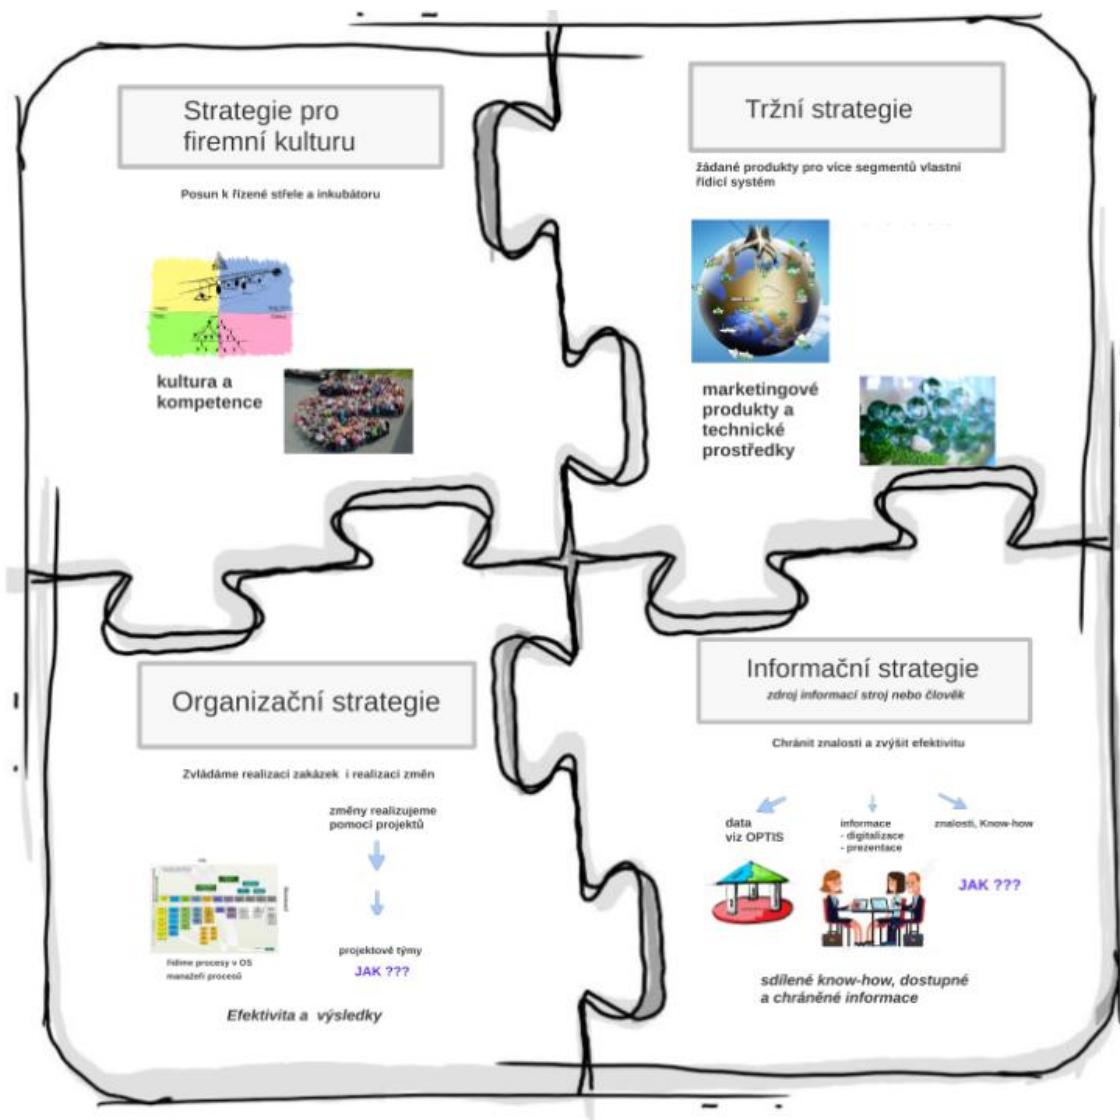 Strategie pro
firemní kulturu
Posun k řízené střele a inkubátoru
kultura a
kompetence
Tržní strategie
žádané produkty pro více segmentů vlastní
řídicí systém
marketingové
produkty a
technické
prostředky
Organizační strategie
Zvládáme realizaci zakázek i realizaci změn
změny realizujeme
pomocí projektů
projektové týmy
JAK ???
řídíme procesy v OS
manažeři procesů
Efektivita a výsledky
Informační strategie
zdroj informací stroj nebo člověk
Chránit znalosti a zvýšit efektivitu
data
viz OPTIS
informace
- digitalizace
- prezentace
znalosti, Know-how
JAK ???
sdílené know-how, dostupné
a chráněné informace